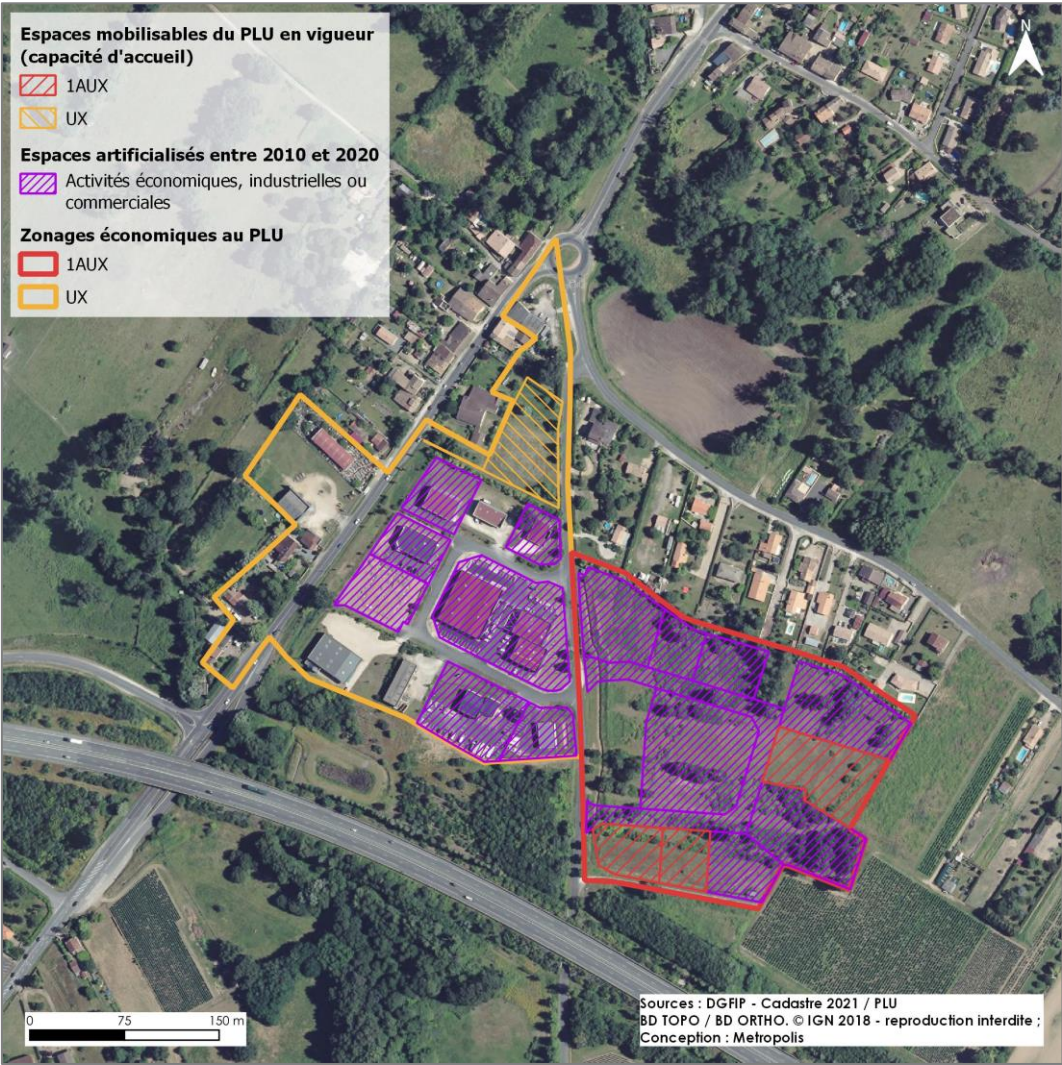 Espaces mobilisables du PLU en vigueur
(capacité d'accueil)
1AUX
UX
Espaces artificialisés entre 2010 et 2020
Activités économiques, industrielles ou
commerciales
Zonages économiques au PLU
1AUX
UX
N
0 75 150 m
Sources : DGFIP - Cadastre 2021 / PLU
BD TOPO / BD ORTHO. © IGN 2018 - reproduction interdite ;
Conception : Metropolis